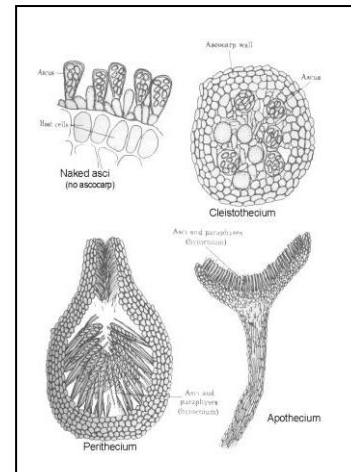 Ascocarp wall
Ascus
Ascus
Host cells
Naked asci
(no ascocarp)
Cleistothecium
Asci and paraphyses
(hymenium)
Asci and
paraphyses
(hymenium)
Perithecium
Apothecium